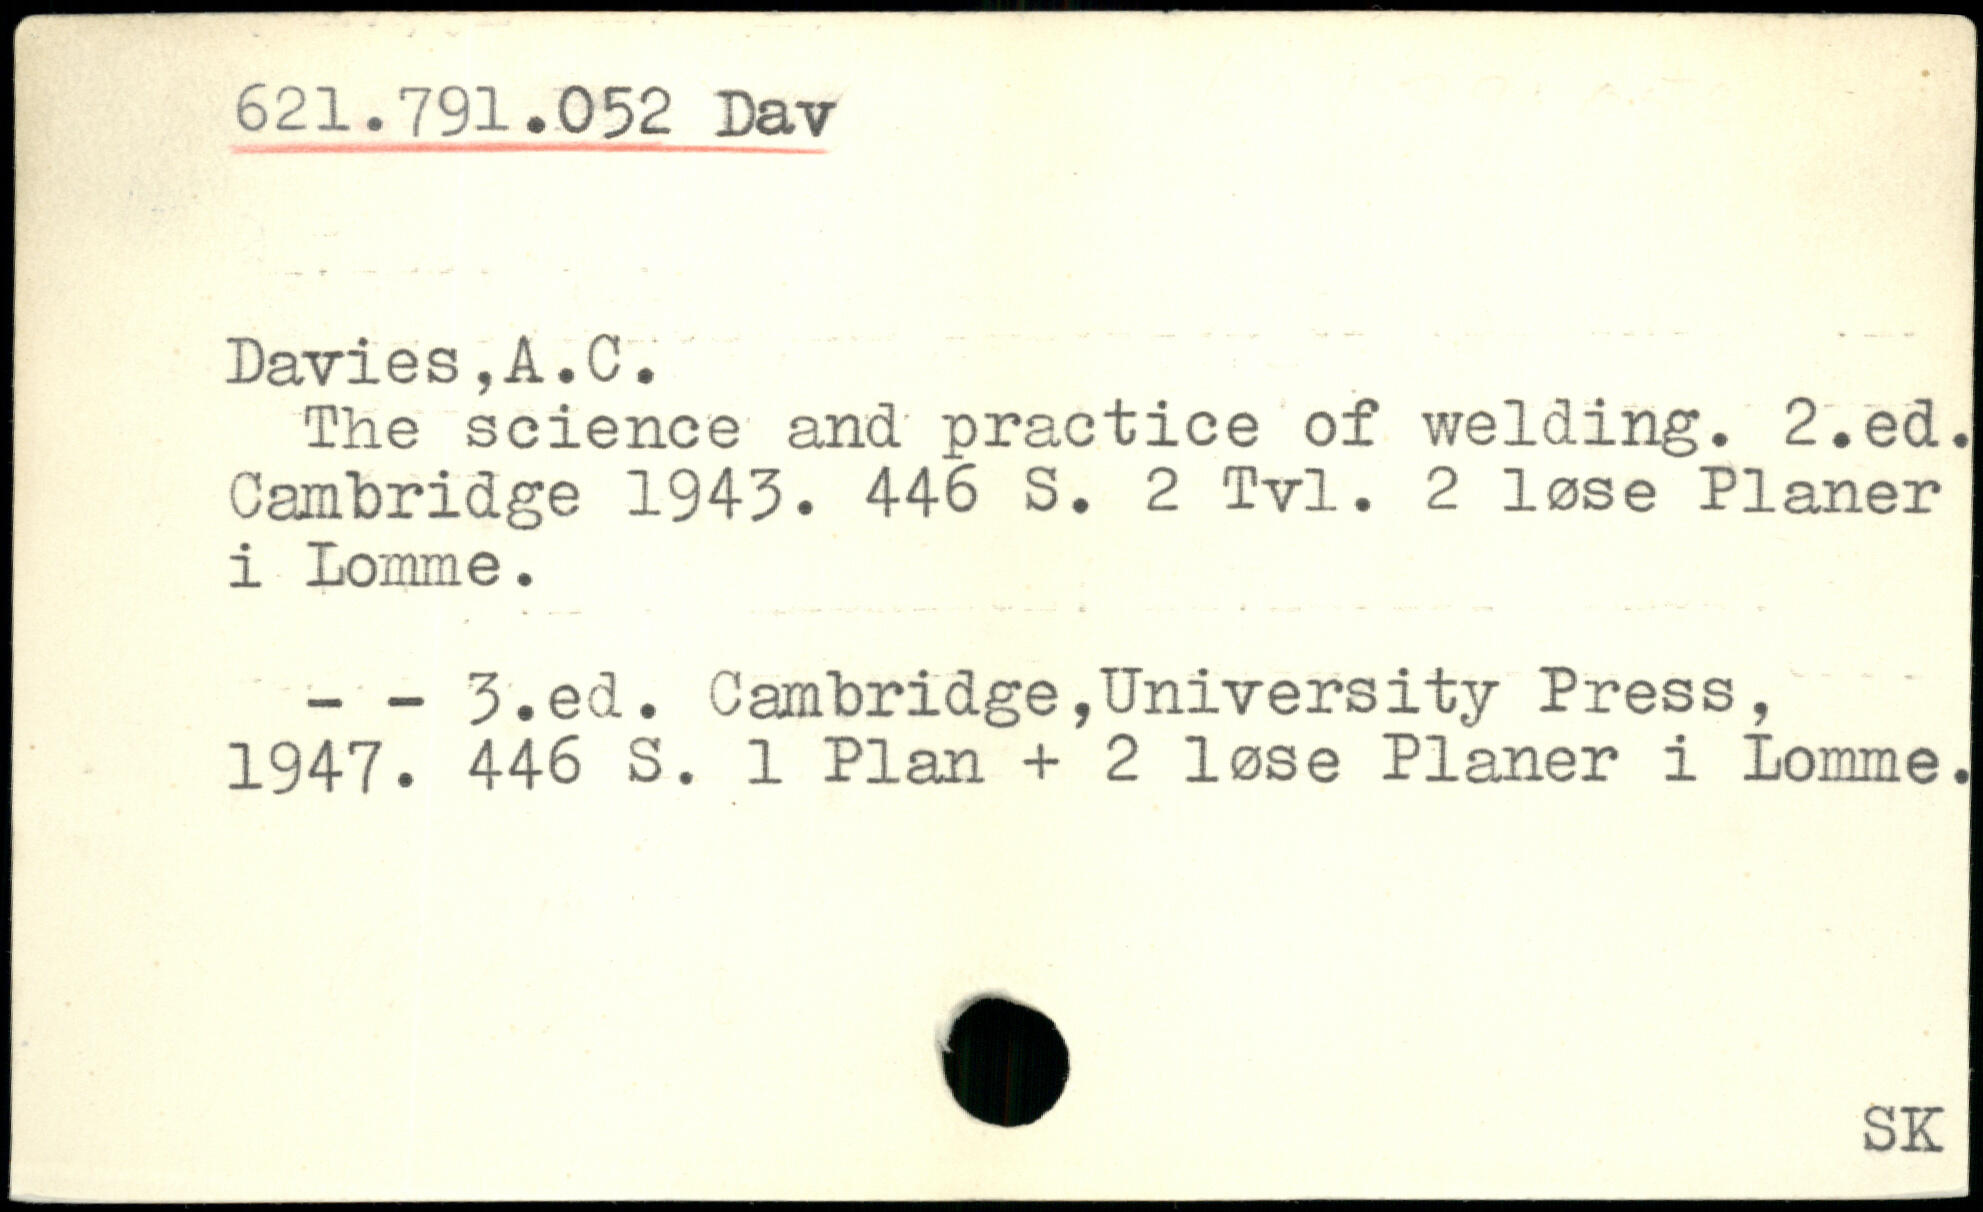 621.791.052 Dav
Davies,A.C.
The science and practice of welding. 2.ed.
Cambridge 1943. 446 S. 2 Tvl. 2 løse Planer
i Lomme.
- - 3.ed. Cambridge,University Press,
1947. 446 S. 1 Plan + 2 løse Planer i Lomme.
SK